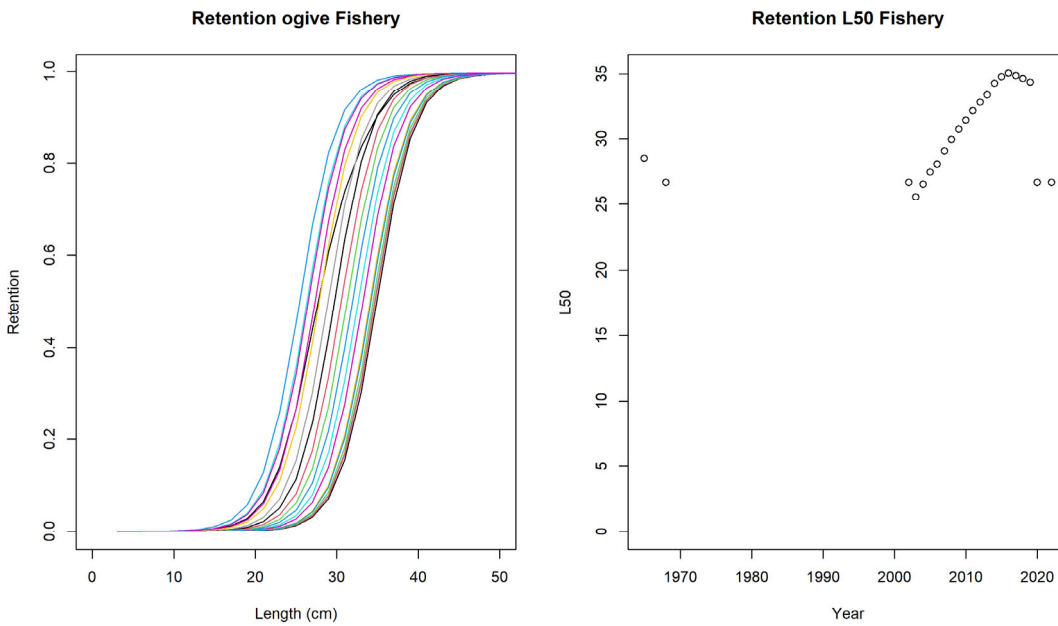 Retention ogive Fishery
Retention
1.0
0.8
0.6
0.4
0.2
0.0
0 10 20 30 40 50
Length (cm)
Retention L50 Fishery
L50
35
30
25
20
15
10
5
0
1970 1980 1990 2000 2010 2020
Year